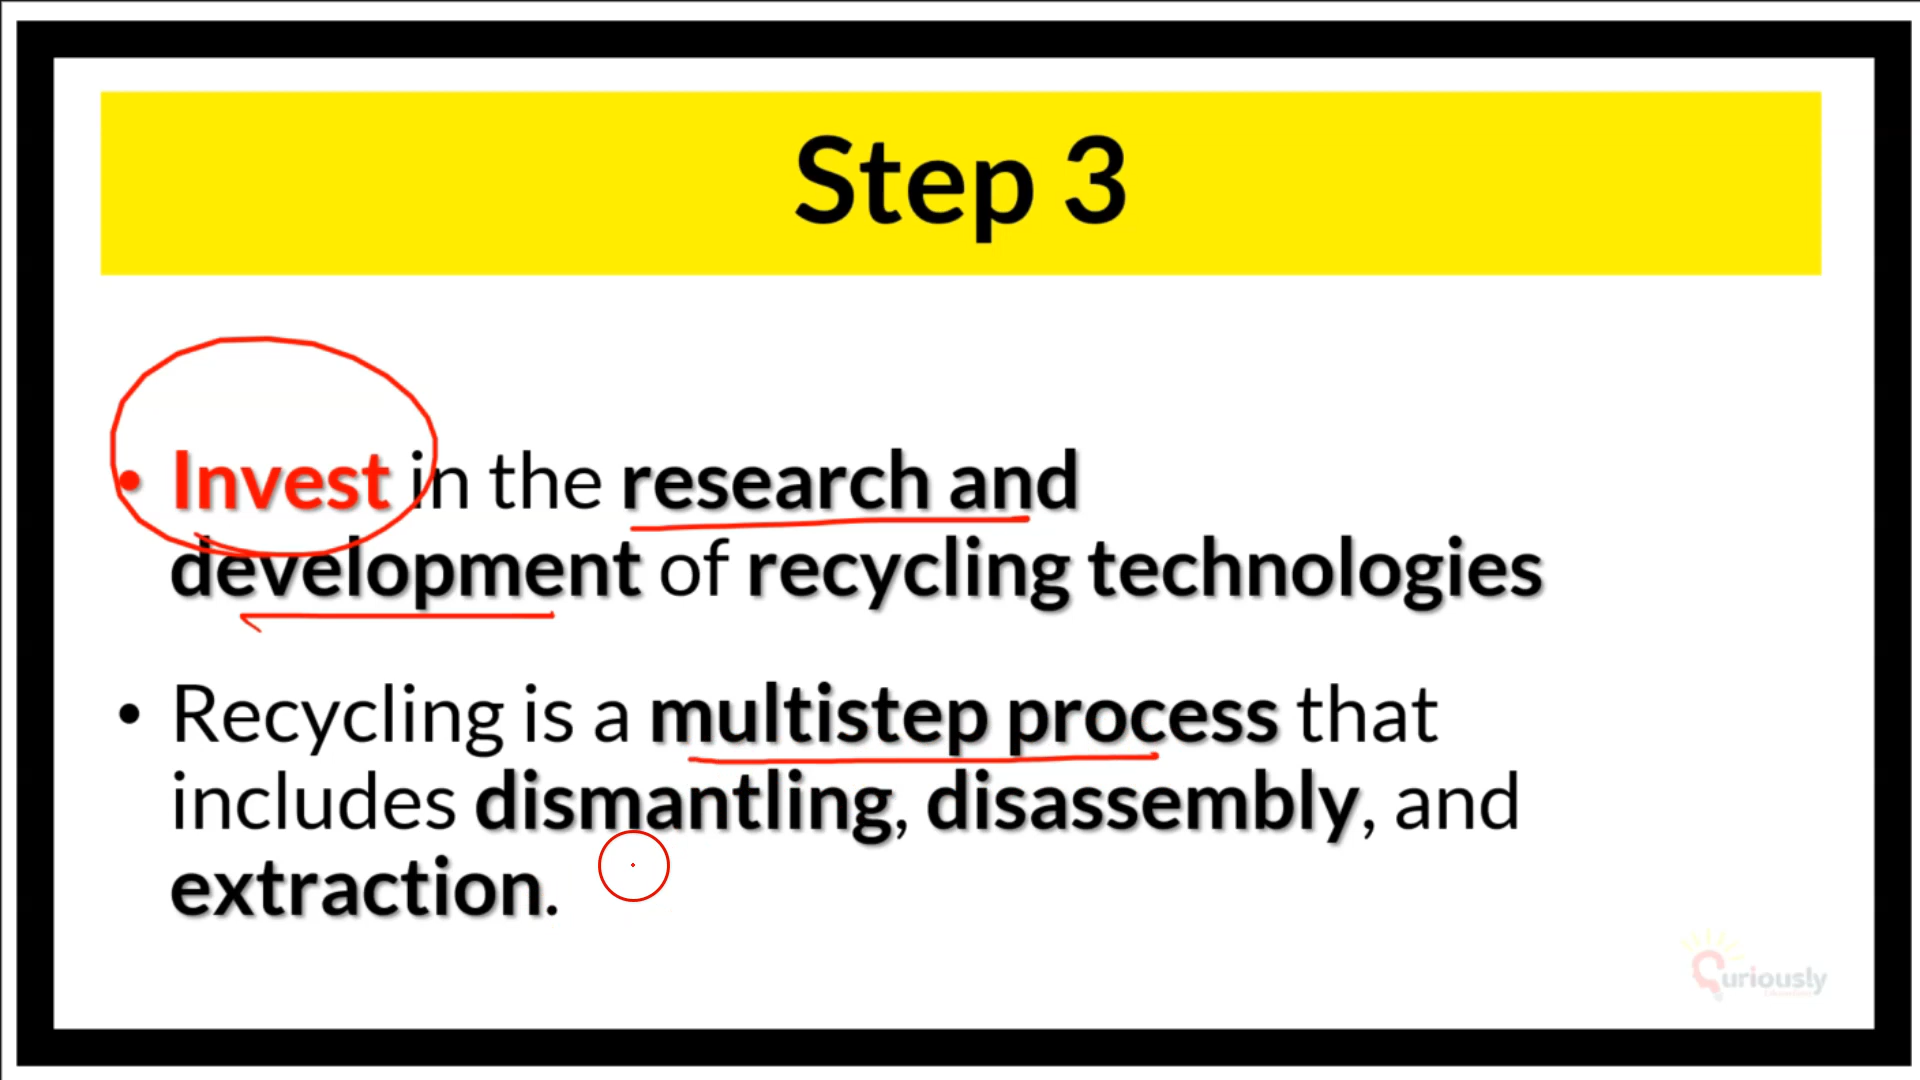 Step 3
• Invest in the research and
development of recycling technologies
• Recycling is a multistep process that
includes dismantling, disassembly, and
extraction.
Curiously